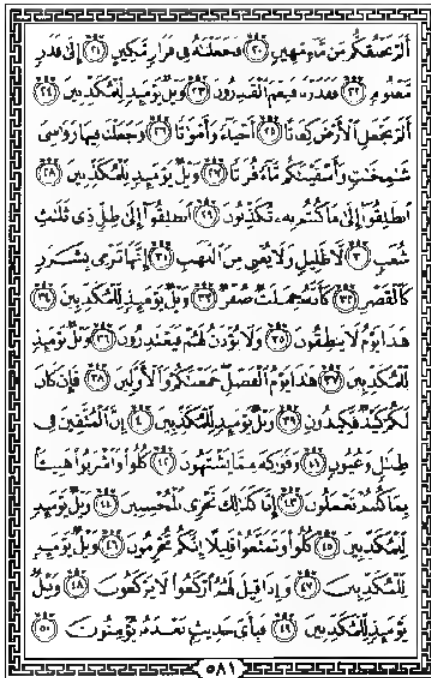 أَلَمْ نَخْلُقكُّم مِّن مَّآءٍ مَّهِينٍ ٢٠ فَجَعَلْنَٰهُ فِى قَرَارٍ مَّكِينٍ ٢١ إِلَىٰ قَدَرٍ
مَّعْلُومٍ ٢٢ فَقَدَرْنَا فَنِعْمَ ٱلْقَٰدِرُونَ ٢٣ وَيْلٌ يَوْمَئِذٍ لِّلْمُكَذِّبِينَ ٢٤
أَلَمْ نَجْعَلِ ٱلْأَرْضَ كِفَاتًا ٢٥ أَحْيَآءً وَأَمْوَٰتًا ٢٦ وَجَعَلْنَا فِيهَا رَوَٰسِىَ
شَٰمِخَٰتٍ وَأَسْقَيْنَٰكُم مَّآءً فُرَاتًا ٢٧ وَيْلٌ يَوْمَئِذٍ لِّلْمُكَذِّبِينَ ٢٨
ٱنطَلِقُوٓا۟ إِلَىٰ مَا كُنتُم بِهِۦ تُكَذِّبُونَ ٢٩ ٱنطَلِقُوٓا۟ إِلَىٰ ظِلٍّ ذِى ثَلَٰثِ
شُعَبٍ ٣٠ لَّا ظَلِيلٍ وَلَا يُغْنِى مِنَ ٱللَّهَبِ ٣١ إِنَّهَا تَرْمِى بِشَرَرٍ
كَٱلْقَصْرِ ٣٢ كَأَنَّهُۥ جِمَٰلَتٌ صُفْرٌ ٣٣ وَيْلٌ يَوْمَئِذٍ لِّلْمُكَذِّبِينَ ٣٤
هَٰذَا يَوْمُ لَا يَنطِقُونَ ٣٥ وَلَا يُؤْذَنُ لَهُمْ فَيَعْتَذِرُونَ ٣٦ وَيْلٌ يَوْمَئِذٍ
لِّلْمُكَذِّبِينَ ٣٧ هَٰذَا يَوْمُ ٱلْفَصْلِ جَمَعْنَٰكُمْ وَٱلْأَوَّلِينَ ٣٨ فَإِن كَانَ
لَكُمْ كَيْدٌ فَكِيدُونِ ٣٩ وَيْلٌ يَوْمَئِذٍ لِّلْمُكَذِّبِينَ ٤٠ إِنَّ ٱلْمُتَّقِينَ فِى
ظِلَٰلٍ وَعُيُونٍ ٤١ وَفَوَٰكِهَ مِمَّا يَشْتَهُونَ ٤٢ كُلُوا۟ وَٱشْرَبُوا۟ هَنِيٓـًٔۢا
بِمَا كُنتُمْ تَعْمَلُونَ ٤٣ إِنَّا كَذَٰلِكَ نَجْزِى ٱلْمُحْسِنِينَ ٤٤ وَيْلٌ يَوْمَئِذٍ
لِّلْمُكَذِّبِينَ ٤٥ كُلُوا۟ وَتَمَتَّعُوا۟ قَلِيلًا إِنَّكُم مُّجْرِمُونَ ٤٦ وَيْلٌ يَوْمَئِذٍ
لِّلْمُكَذِّبِينَ ٤٧ وَإِذَا قِيلَ لَهُمُ ٱرْكَعُوا۟ لَا يَرْكَعُونَ ٤٨ وَيْلٌ
يَوْمَئِذٍ لِّلْمُكَذِّبِينَ ٤٩ فَبِأَىِّ حَدِيثٍۭ بَعْدَهُۥ يُؤْمِنُونَ ٥٠
٥٨١